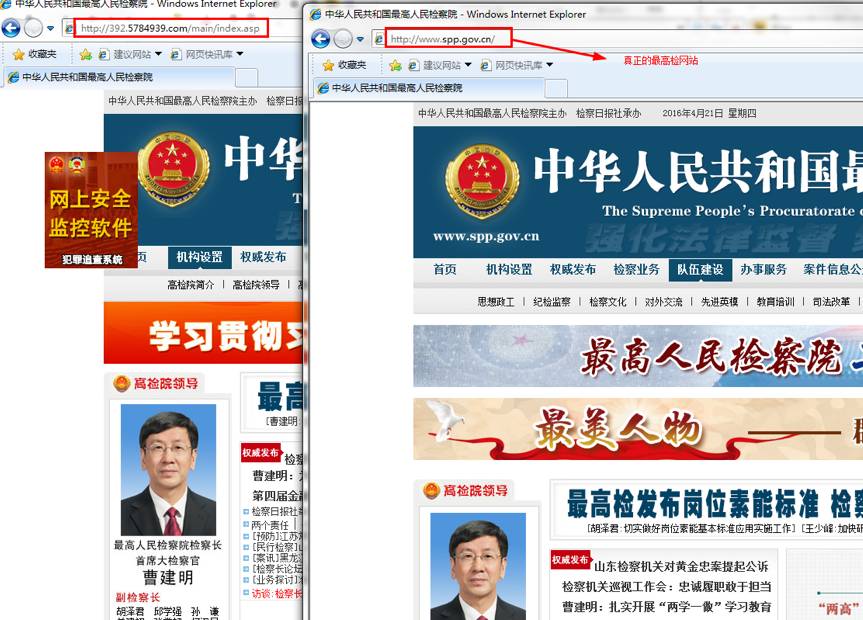 中华人民共和国最高人民检察院 - Windows Internet Explorer
http://392.5784939.com/main/index.asp
收藏夹
建议网站
网页快讯库
中华人民共和国最高人民检察院
中华人民共和国最高人民检察院主办 检察日报
中华
T
网上安全
监控软件
犯罪追查系统
页 机构设置 权威发布
高检院简介 | 高检院领导 |
学习贯彻习
高检院领导
最高
[曹建明:
权威发布
检察
曹建明:
第四届金
检察日报社
两个责任 |
[预防]江苏
[民行检察]
[案讯]黑龙
[检察长论坛
[业务探讨]
访谈:检察长
最高人民检察院检察长
首席大检察官
曹建明
副检察长
胡泽君 邱学强 孙 谦
中华人民共和国最高人民检察院 - Windows Internet Explorer
http://www.spp.gov.cn/
真正的最高检网站
收藏夹
建议网站
网页快讯库
中华人民共和国最高人民检察院
中华人民共和国最高人民检察院主办 检察日报社承办 2016年4月21日 星期四
中华人民共和国最
The Supreme People's Procuratorate
www.spp.gov.cn
强化法律监督
首页 机构设置 权威发布 检察业务 队伍建设 办事服务 案件信息公
思想政工 | 纪检监察 | 检察文化 | 对外交流 | 先进英模 | 教育培训 | 司法改革 |
最高人民检察院
最美人物 —— 群
高检院领导
最高检发布岗位素能标准 检察
[胡泽君:切实做好岗位素能基本标准应用实施工作] [王少峰:加快研
权威发布
山东检察机关对黄金忠案提起公诉
检察机关巡视工作会:忠诚履职敢于担当
曹建明:扎实开展“两学一做”学习教育
“两高”